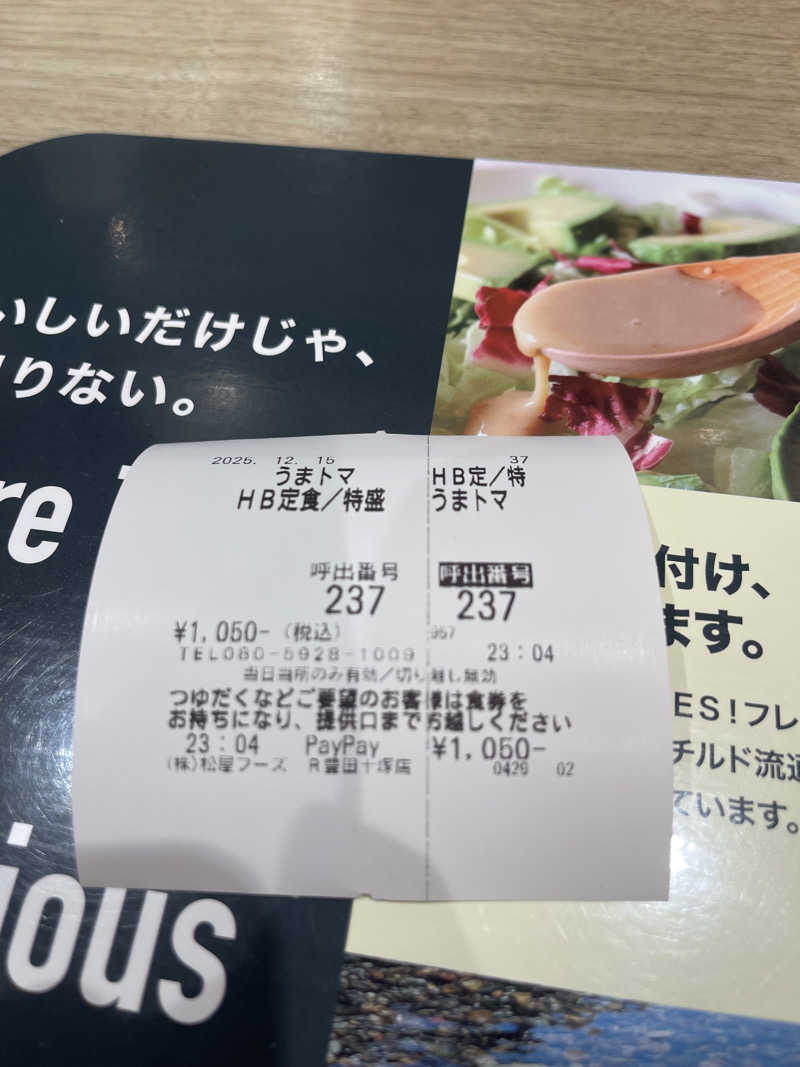 いしいだけじゃ、
りない。
re
2025. 12. 15
うまトマ
ＨＢ定食／特盛
呼出番号
237
¥1,050-（税込）
TEL080-5928-1009
当日当所のみ有効／切り離し無効
つゆだくなどご要望のお客様は食券を
お持ちになり、提供口までお越しください
23：04 PayPay ¥1,050-
(株)松屋フーズ Ｒ豊田十塚店 0429 02
37
ＨＢ定／特
うまトマ
呼出番号
237
23：04
付け、
ます。
ES！フレ
チルド流通
ています。
ious